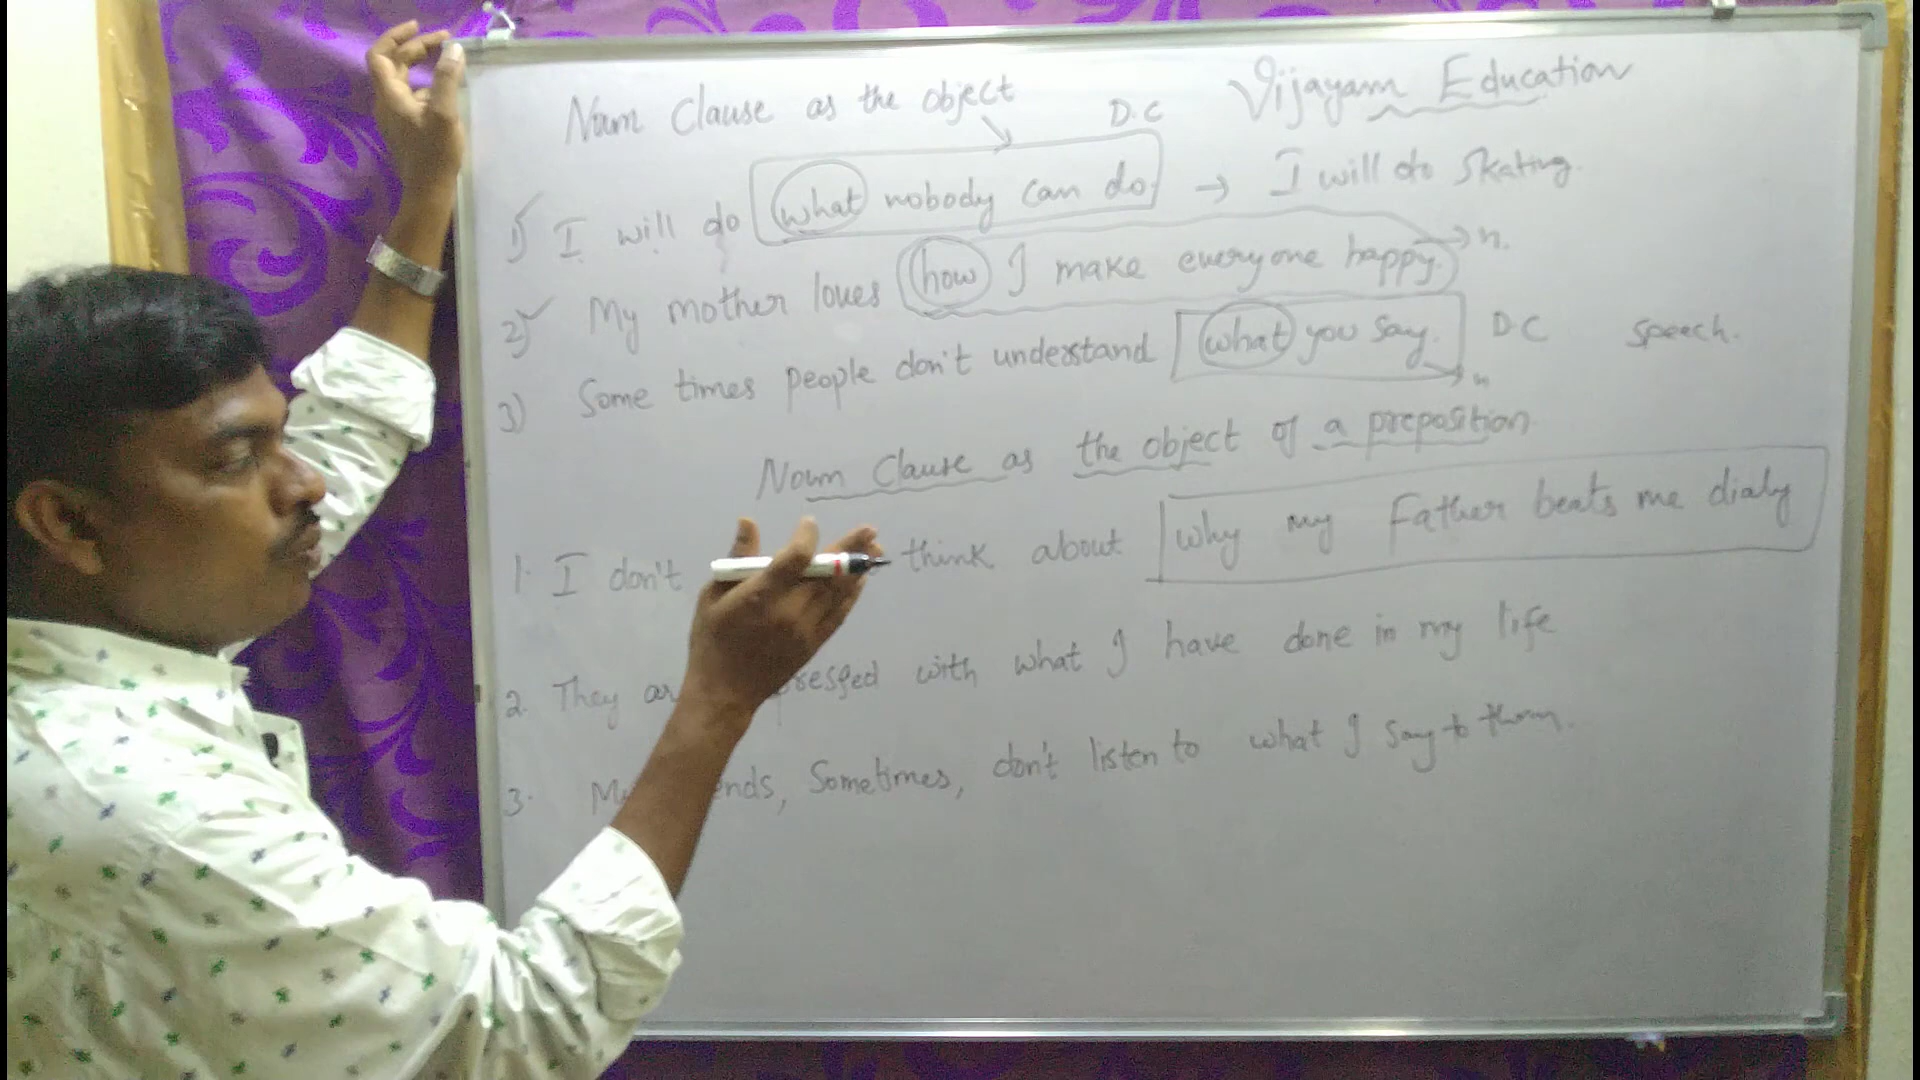 Noun Clause as the object D.C Vijayam Education
1) I will do what nobody can do. → I will do skating.
2) My mother loves how I make everyone happy. → n.
3) Some times people don't understand what you say. D C speech.
n
Noun Clause as the object of a preposition
1. I don't think about why my Father beats me dialy
2. They with what I have done in my life
3. sometimes, don't listen to what I say to them.